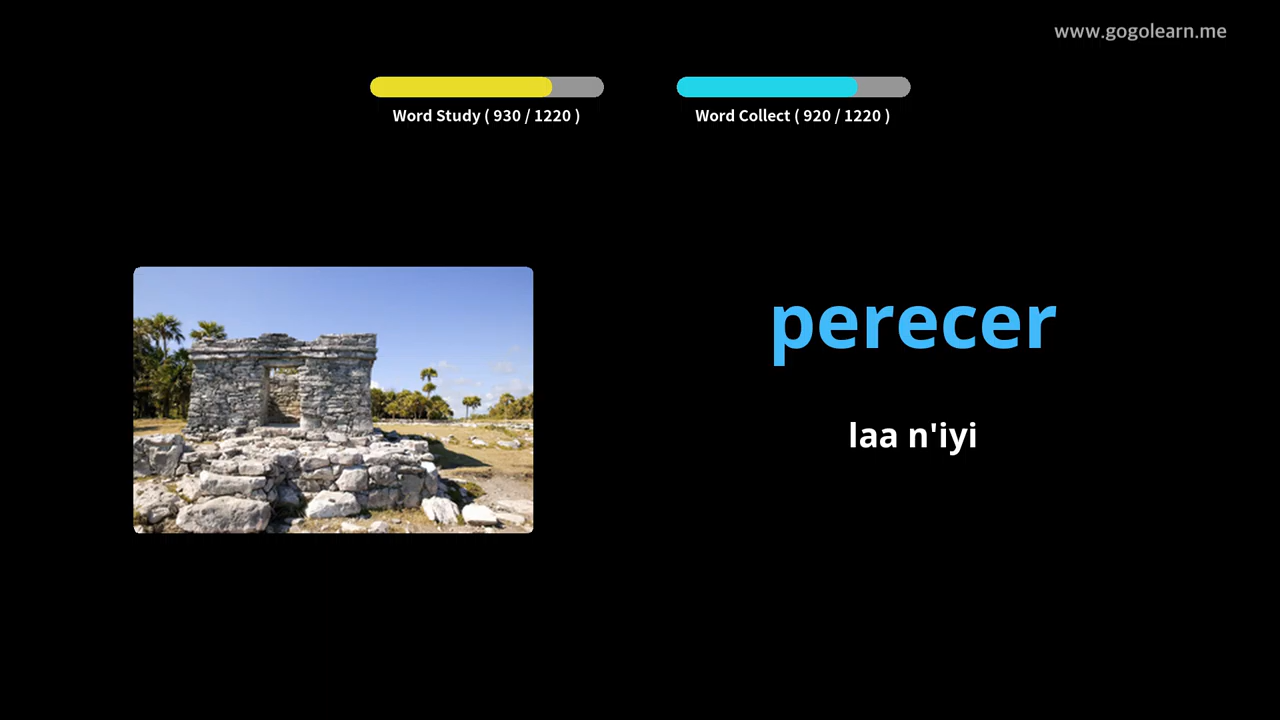 www.gogolearn.me
Word Study ( 930 / 1220 )
Word Collect ( 920 / 1220 )
perecer
laa n'iyi